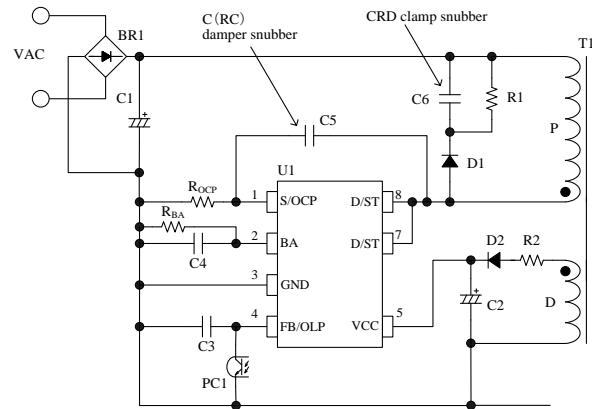 C(RC)
damper snubber
CRD clamp snubber
T1
BR1
VAC
C1
C6
R1
P
C5
D1
U1
ROCP
1
S/OCP
D/ST
8
RBA
2
BA
D/ST
7
C4
D2
R2
3
GND
C2
D
4
FB/OLP
VCC
5
C3
PC1